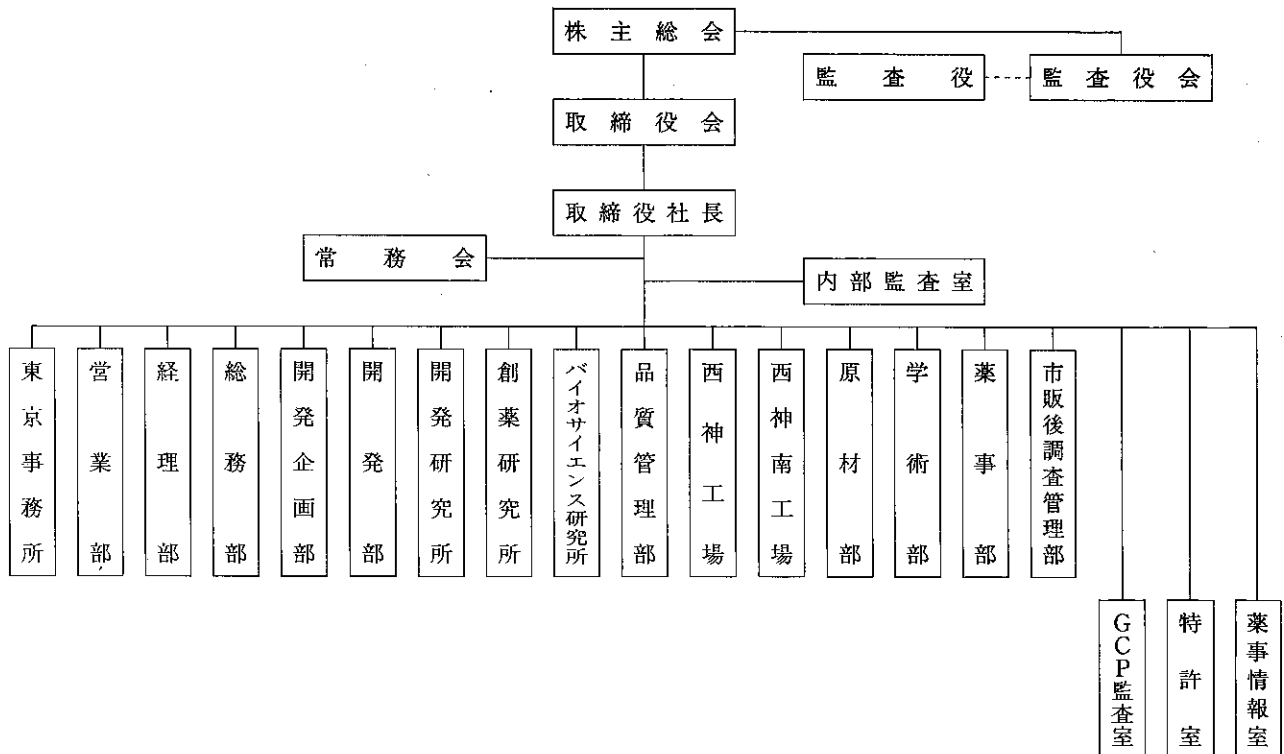 株主総会
監査役
監査役会
取締役会
取締役社長
常務会
内部監査室
東京事務所
営業部
経理部
総務部
開発企画部
開発部
開発研究所
創薬研究所
バイオサイエンス研究所
品質管理部
西神工場
西神南工場
原材部
学術部
薬事部
市販後調査管理部
GCP監査室
特許室
薬事情報室